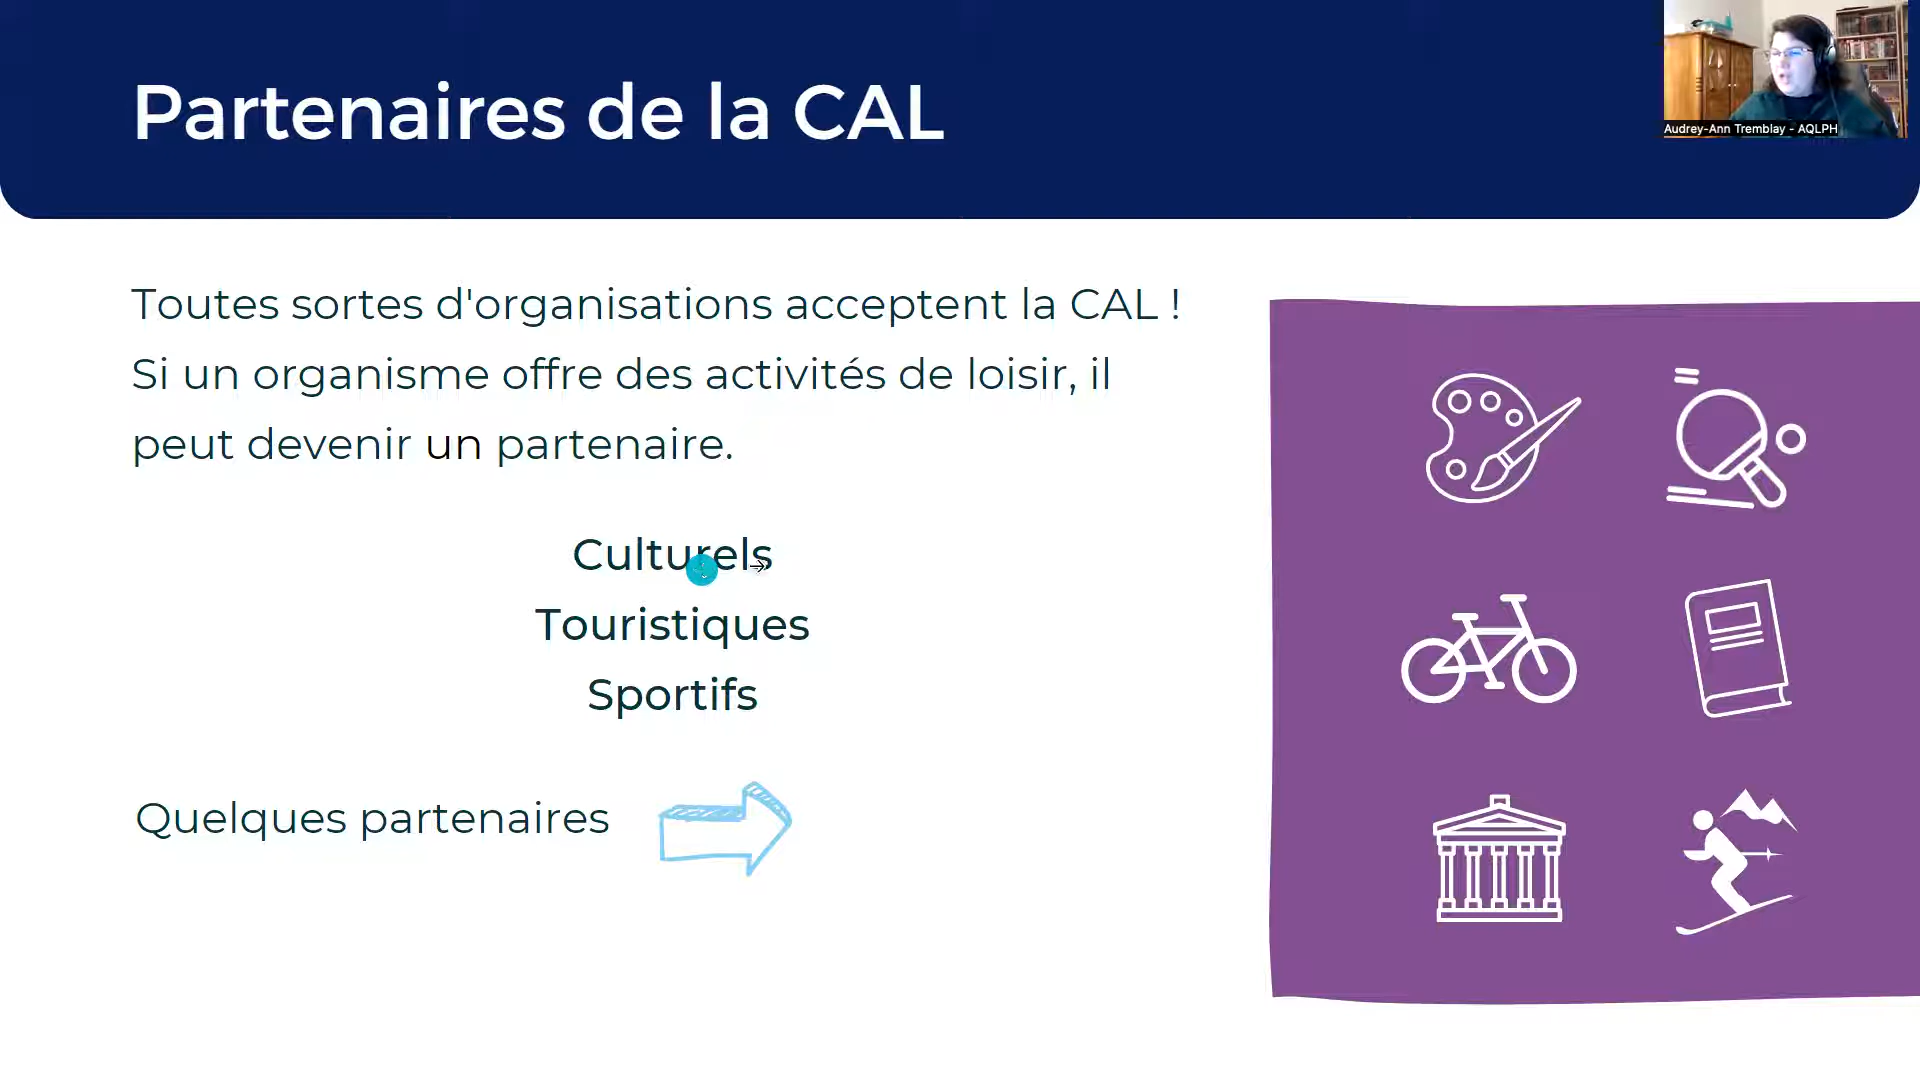 Partenaires de la CAL
Audrey-Ann Tremblay - AQLPH
Toutes sortes d'organisations acceptent la CAL !
Si un organisme offre des activités de loisir, il
peut devenir un partenaire.
Culturels
Touristiques
Sportifs
Quelques partenaires